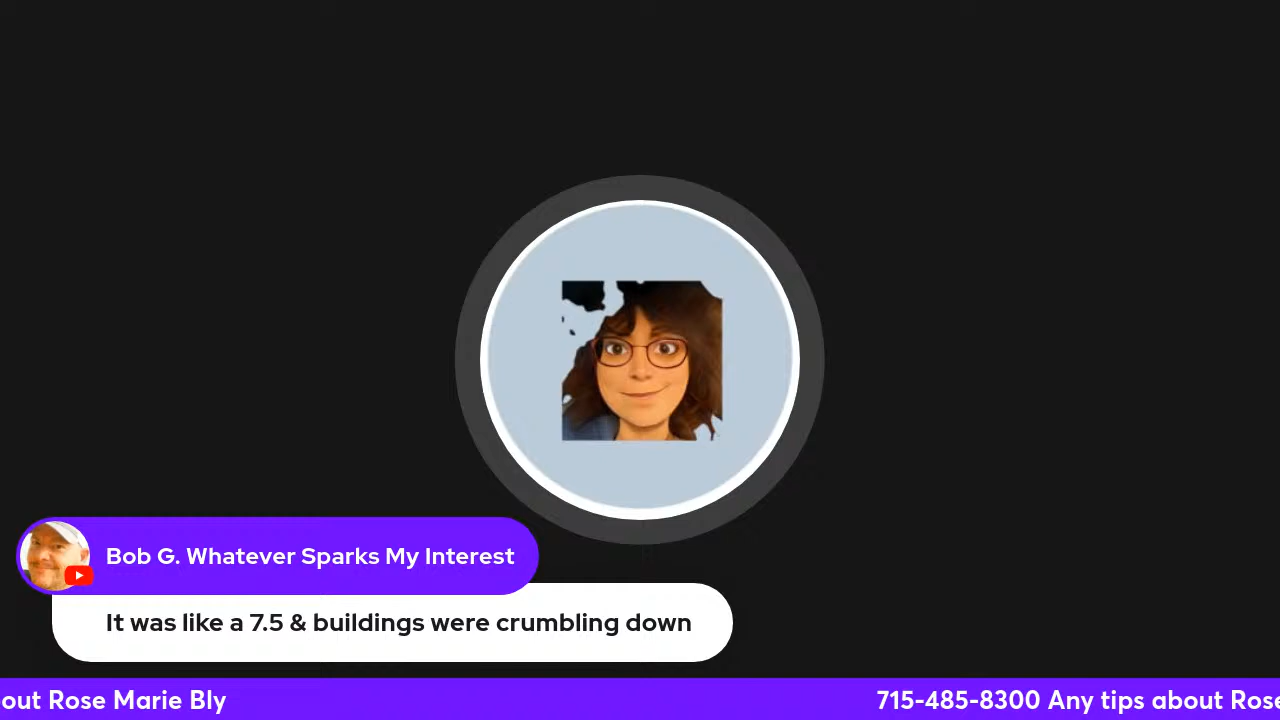 Bob G. Whatever Sparks My Interest
It was like a 7.5 & buildings were crumbling down
out Rose Marie Bly 715-485-8300 Any tips about Rose